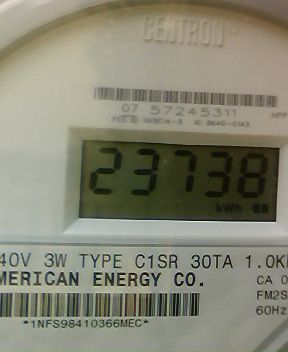 CENTRON
07 57245311
23738
kWh
40V 3W TYPE C1SR 30TA 1.0K
MERICAN ENERGY CO.
CA 0
FM2S
60Hz
*1NFS98410366MEC*